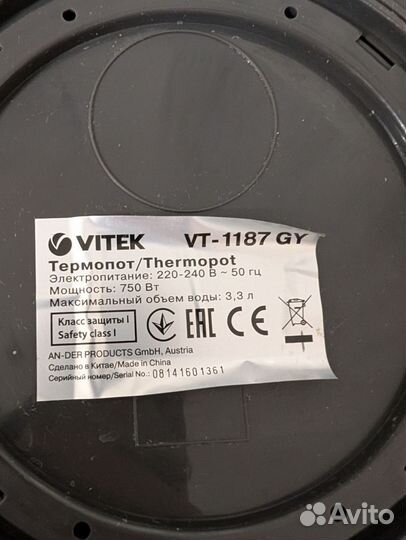 VITEK VT-1187 GY
Термопот/Thermopot
Электропитание: 220-240 В ~ 50 гц
Мощность: 750 Вт
Максимальный объем воды: 3,3 л
Класс защиты I
Safety class I
EAC CE
AN-DER PRODUCTS GmbH, Austria
Сделано в Китае/Made in China
Серийный номер/Serial No.: 08141601361
Avito